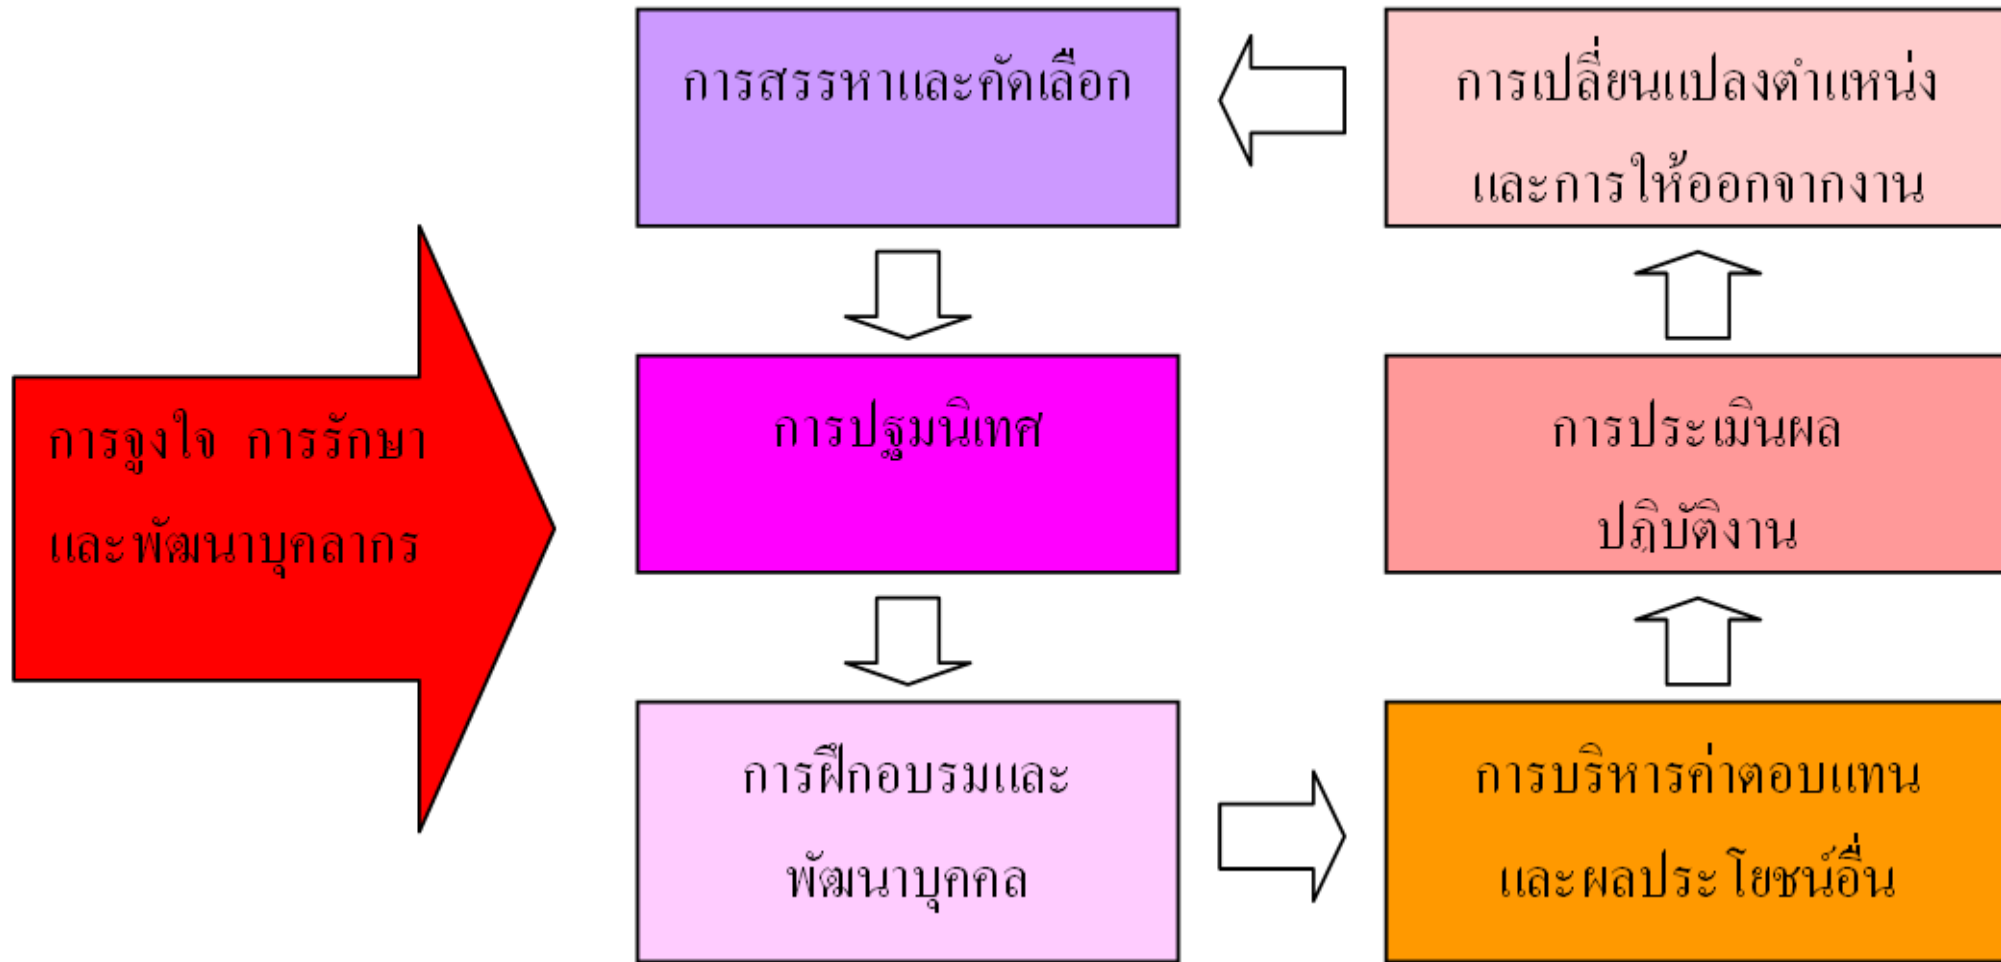 การจูงใจ การรักษา
และพัฒนาบุคลากร
การสรรหาและคัดเลือก
การปฐมนิเทศ
การฝึกอบรมและ
พัฒนาบุคคล
การบริหารค่าตอบแทน
และผลประโยชน์อื่น
การประเมินผล
ปฏิบัติงาน
การเปลี่ยนแปลงตำแหน่ง
และการให้ออกจากงาน